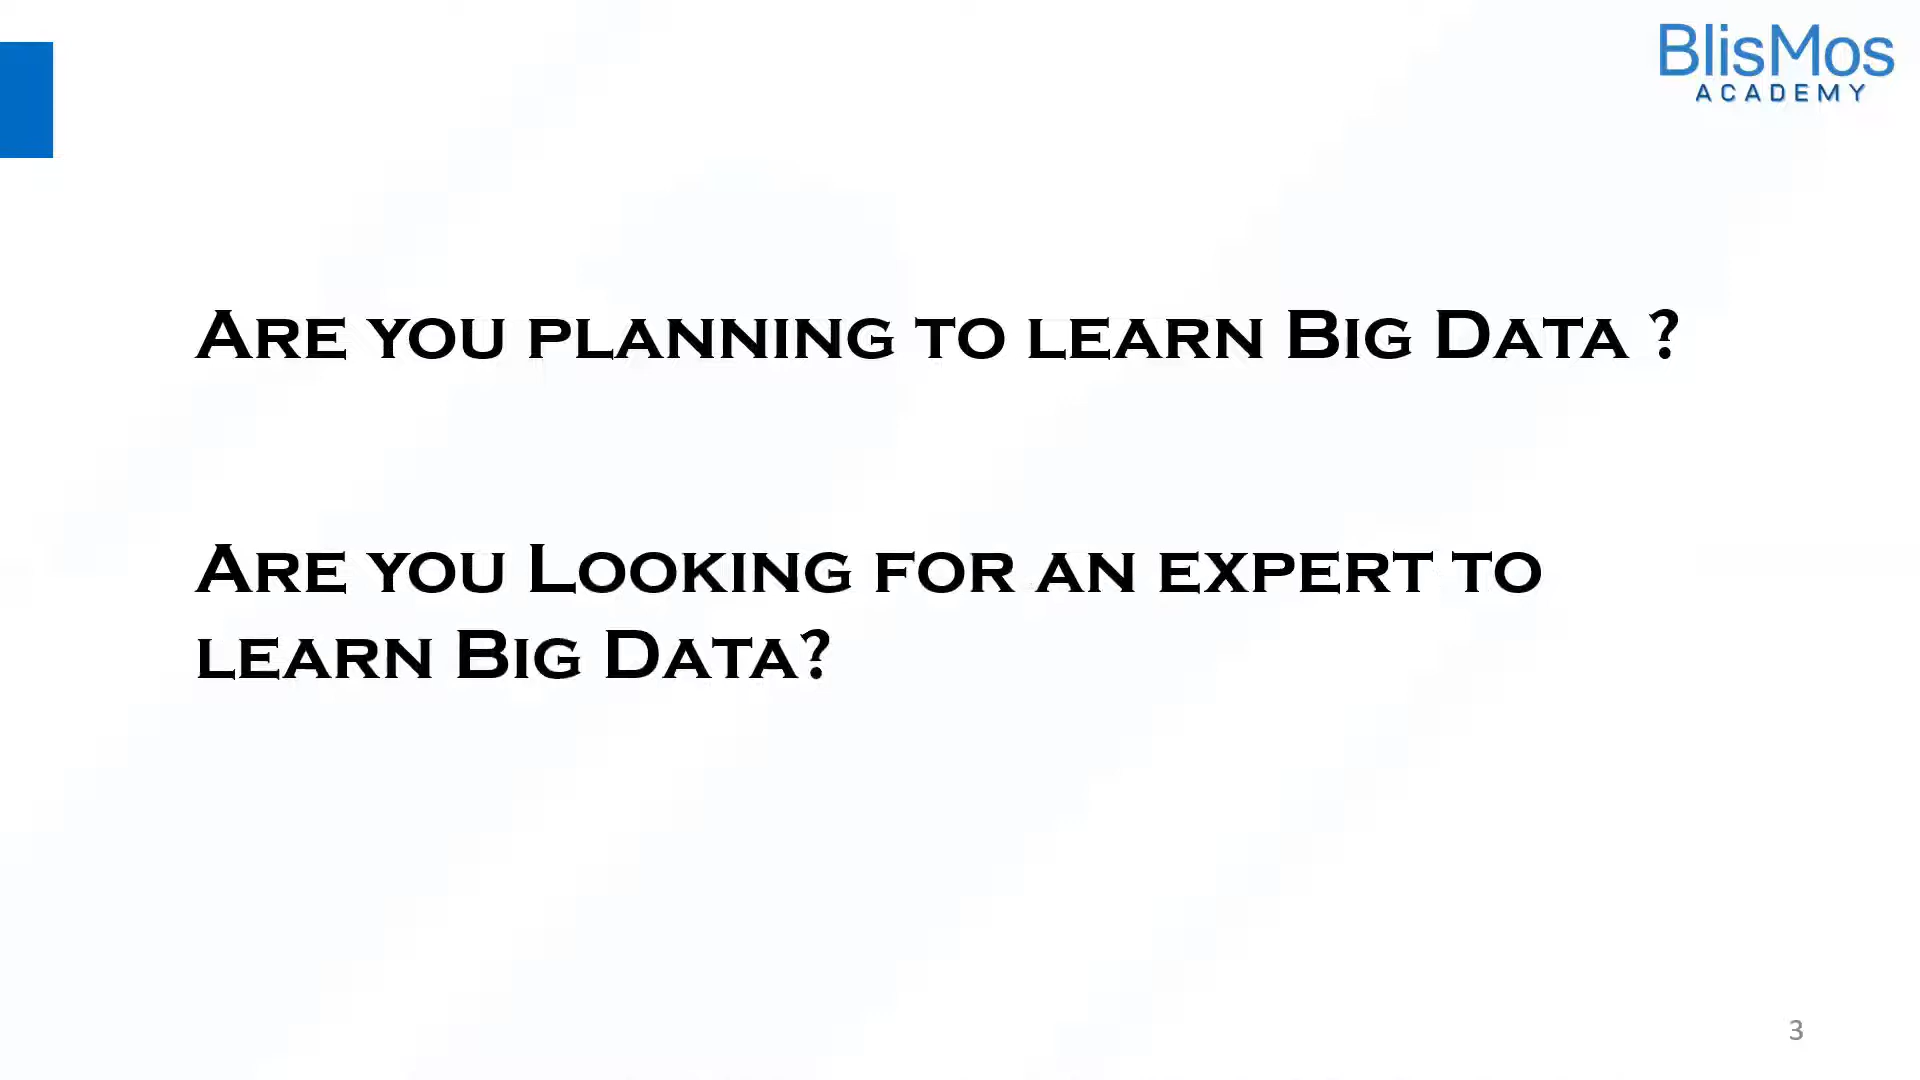 BlisMos
ACADEMY
Are you planning to learn Big Data ?
Are you Looking for an expert to
learn Big Data?
3